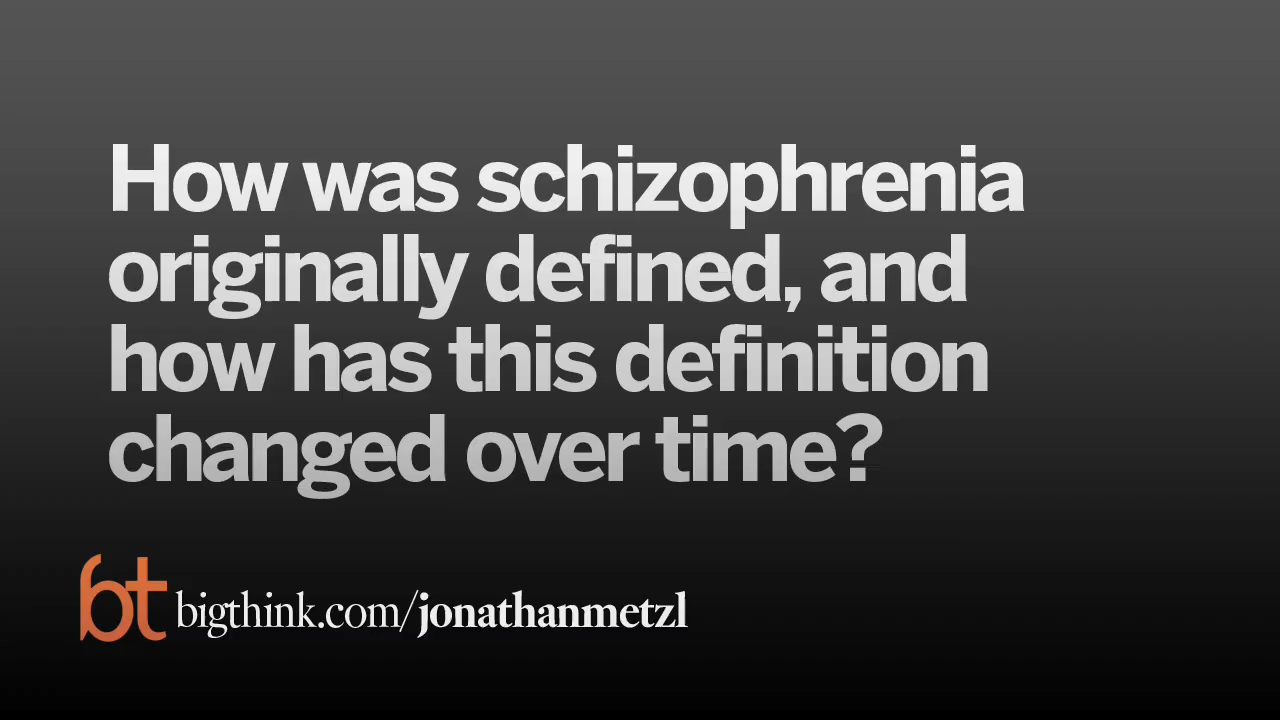 How was schizophrenia
originally defined, and
how has this definition
changed over time?
bt bigthink.com/jonathanmetzl